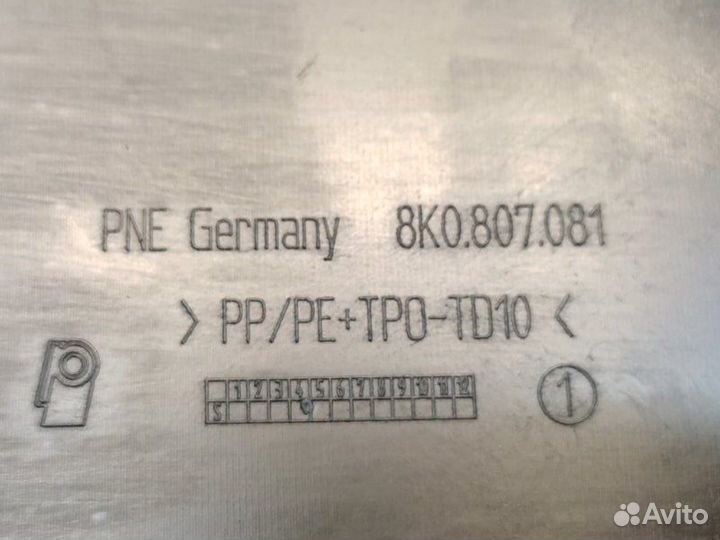 PNE Germany 8K0.807.081
> PP/PE+TPO-TD10 <
1 2 3 4 5 6 7 8 9 10 11 12
1
Avito